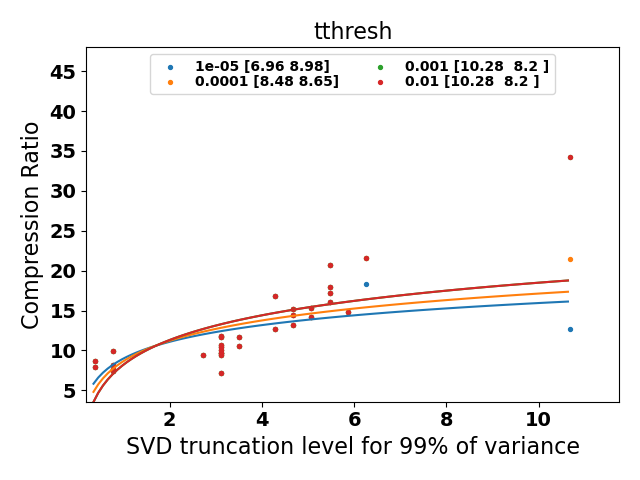 tthresh
1e-05 [6.96 8.98]
0.0001 [8.48 8.65]
0.001 [10.28  8.2 ]
0.01 [10.28  8.2 ]
Compression Ratio
45
40
35
30
25
20
15
10
5
2 4 6 8 10
SVD truncation level for 99% of variance